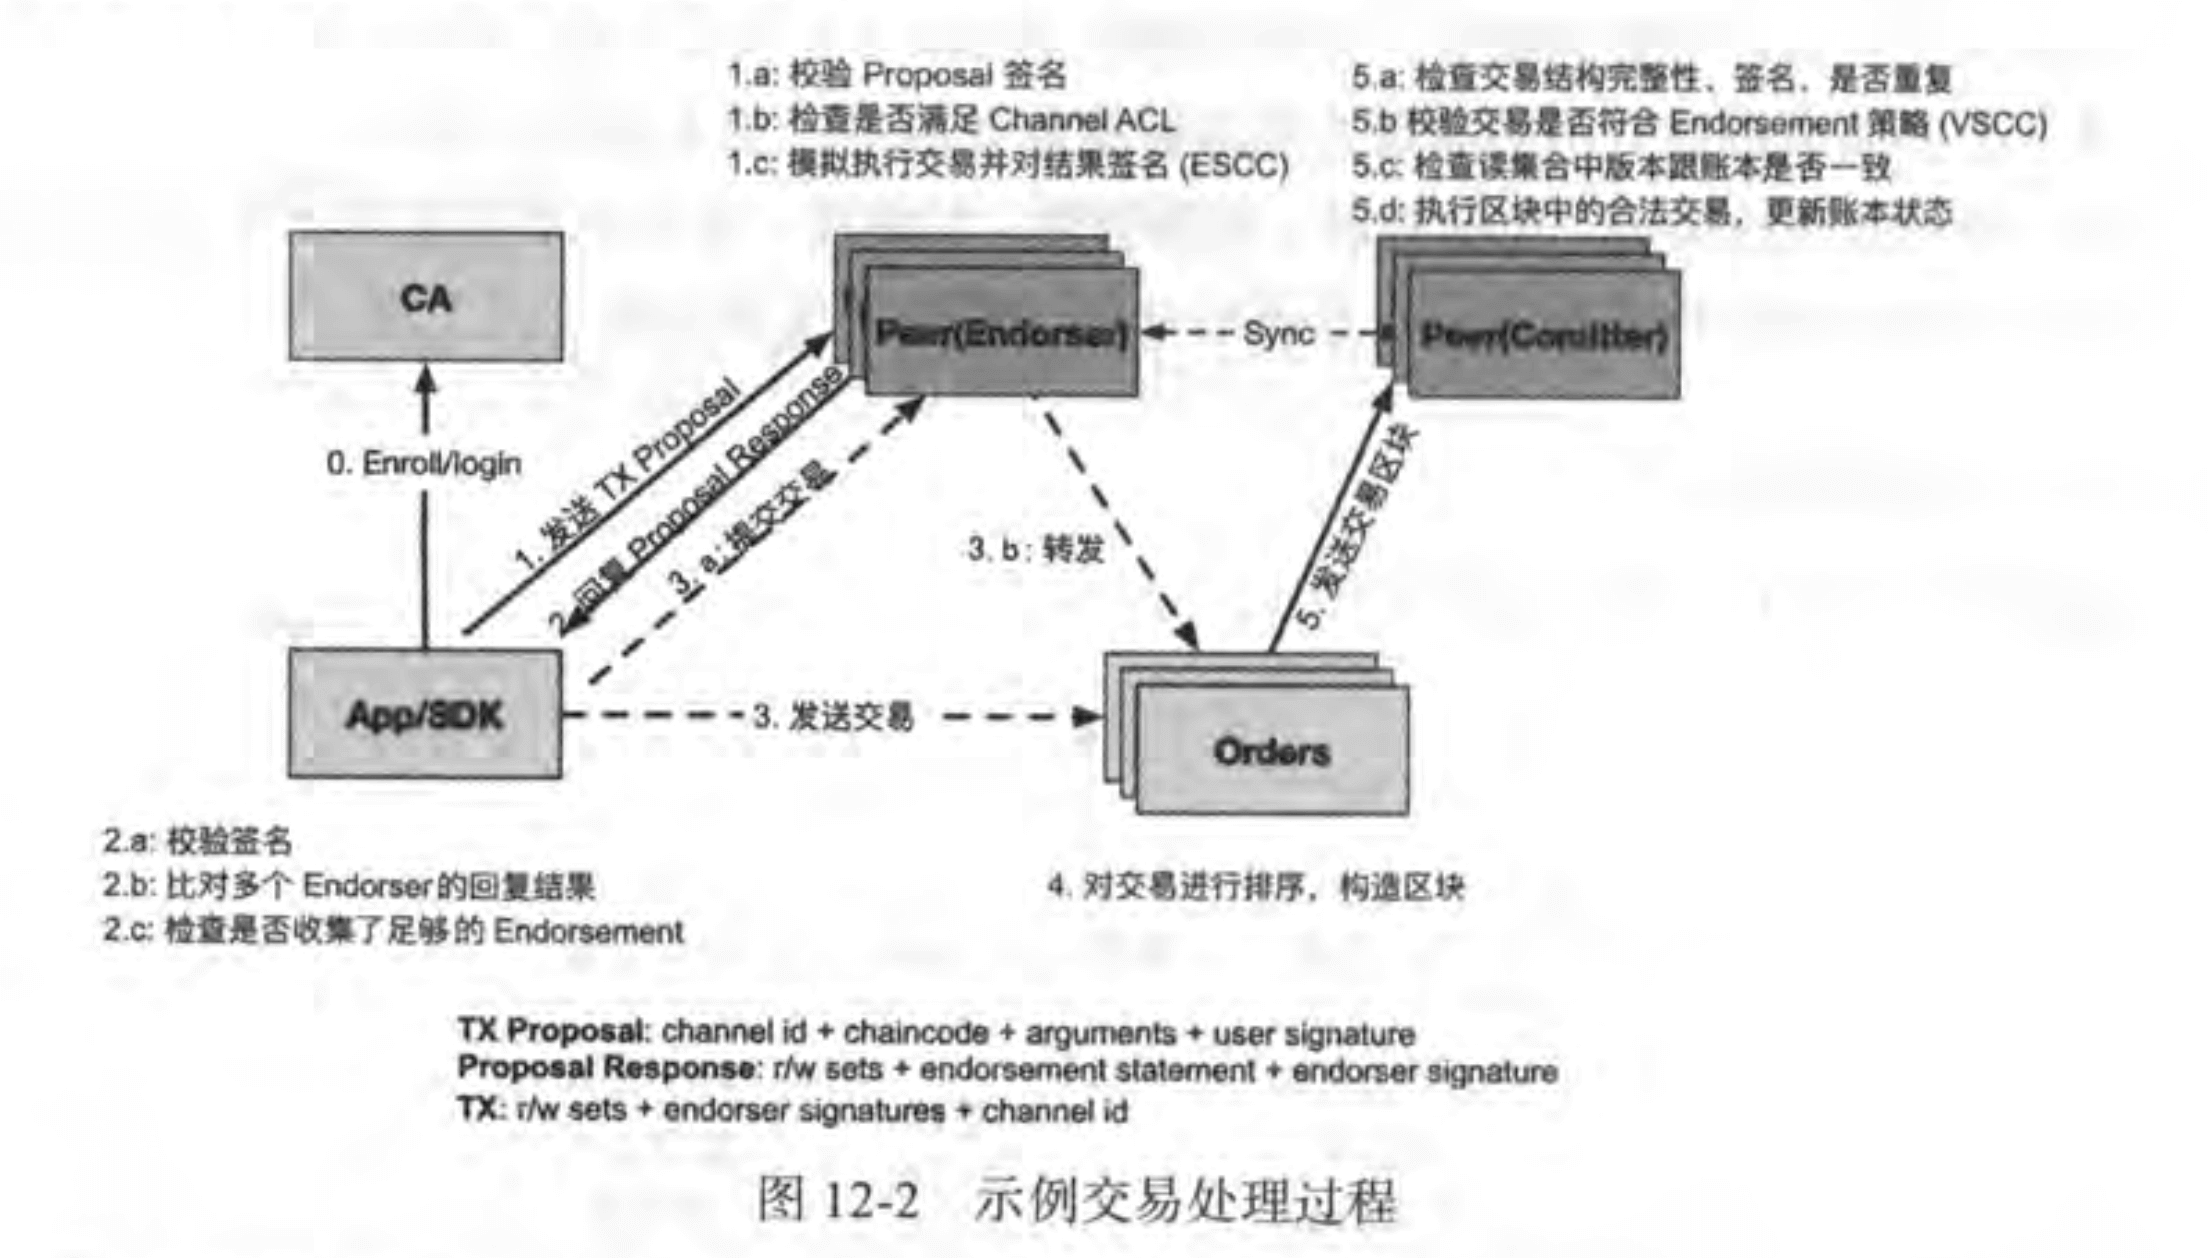 1.a: 校验 Proposal 签名
1.b: 检查是否满足 Channel ACL
1.c: 模拟执行交易并对结果签名 (ESCC)
5.a: 检查交易结构完整性、签名，是否重复
5.b 校验交易是否符合 Endorsement 策略 (VSCC)
5.c: 检查读集合中版本跟账本是否一致
5.d: 执行区块中的合法交易，更新账本状态
CA
Peer(Endorser)
Sync
Peer(Comitter)
0. Enroll/login
1. 发送 TX Proposal
2. 回复 Proposal Response
3. a: 提交交易
3. b: 转发
5. 发送交易区块
App/SDK
3. 发送交易
Orders
2.a: 校验签名
2.b: 比对多个 Endorser的回复结果
2.c: 检查是否收集了足够的 Endorsement
4. 对交易进行排序，构造区块
TX Proposal: channel id + chaincode + arguments + user signature
Proposal Response: r/w sets + endorsement statement + endorser signature
TX: r/w sets + endorser signatures + channel id
图 12-2 示例交易处理过程